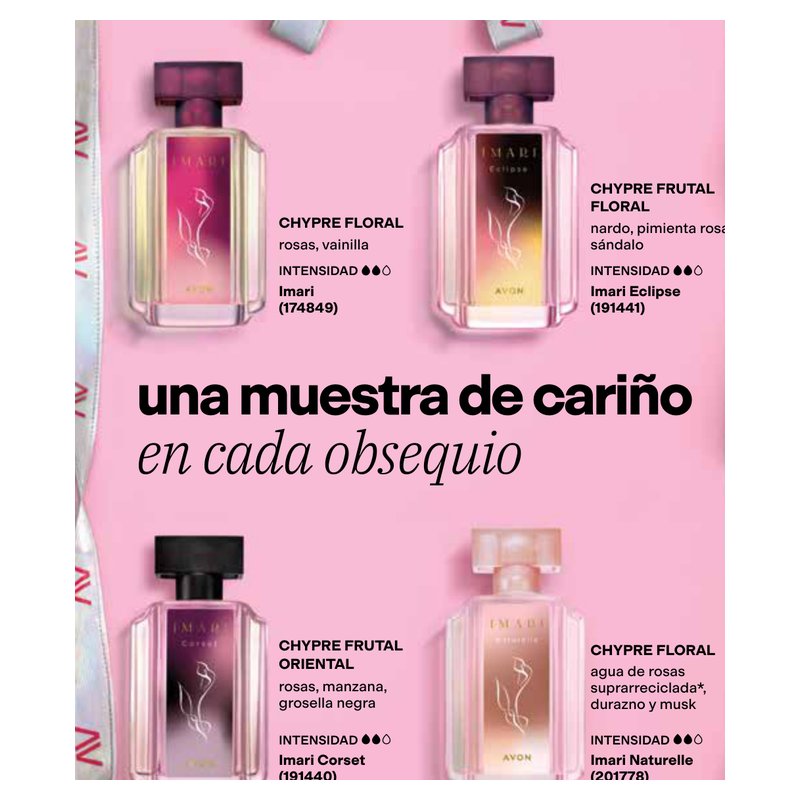 IMARI
AVON
CHYPRE FLORAL
rosas, vainilla
INTENSIDAD
Imari
(174849)
IMARI
Eclipse
AVON
CHYPRE FRUTAL
FLORAL
nardo, pimienta rosa
sándalo
INTENSIDAD
Imari Eclipse
(191441)
una muestra de cariño
en cada obsequio
IMARI
Corset
AVON
CHYPRE FRUTAL
ORIENTAL
rosas, manzana,
grosella negra
INTENSIDAD
Imari Corset
(191440)
IMARI
Naturelle
AVON
CHYPRE FLORAL
agua de rosas
suprarreciclada*,
durazno y musk
INTENSIDAD
Imari Naturelle
(201778)